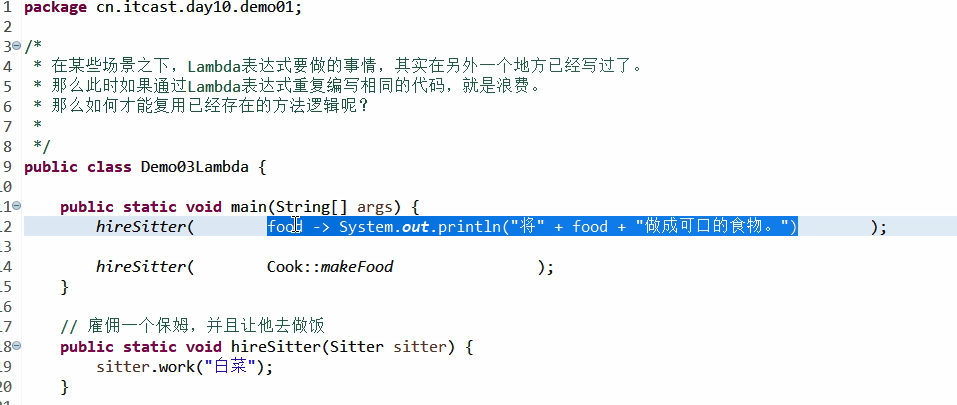 1 package cn.itcast.day10.demo01;
2
3 /*
4  * 在某些场景之下，Lambda表达式要做的事情，其实在另外一个地方已经写过了。
5  * 那么此时如果通过Lambda表达式重复编写相同的代码，就是浪费。
6  * 那么如何才能复用已经存在的方法逻辑呢？
7  *
8  */
9 public class Demo03Lambda {
10
11     public static void main(String[] args) {
12         hireSitter(        food -> System.out.println("将" + food + "做成可口的食物。")        );
13
14         hireSitter(        Cook::makeFood                );
15     }
16
17     // 雇佣一个保姆，并且让他去做饭
18     public static void hireSitter(Sitter sitter) {
19         sitter.work("白菜");
20     }